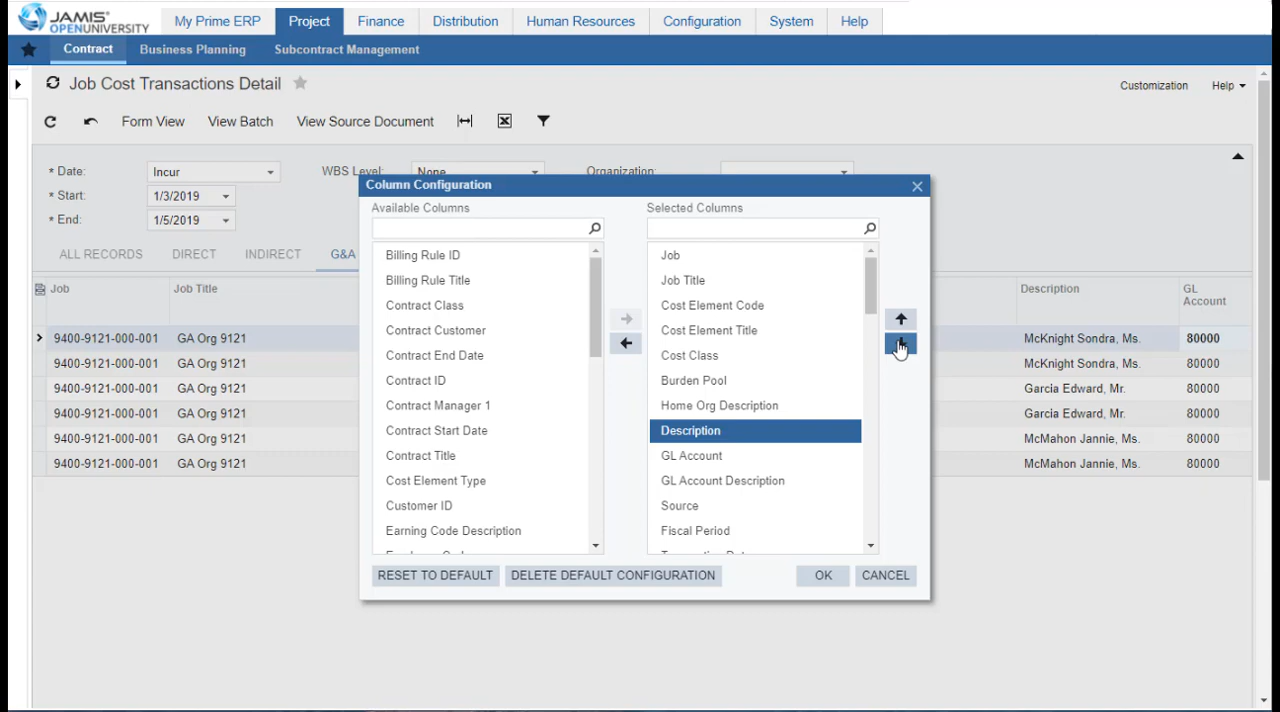 JAMIS
OPENUNIVERSITY
My Prime ERP Project Finance Distribution Human Resources Configuration System Help
Contract Business Planning Subcontract Management
Job Cost Transactions Detail
Customization Help
Form View View Batch View Source Document
* Date: Incur WBS Level: None Organization:
* Start: 1/3/2019
* End: 1/5/2019
ALL RECORDS DIRECT INDIRECT G&A
Column Configuration
Available Columns Selected Columns
Billing Rule ID
Billing Rule Title
Contract Class
Contract Customer
Contract End Date
Contract ID
Contract Manager 1
Contract Start Date
Contract Title
Cost Element Type
Customer ID
Earning Code Description
Job
Job Title
Cost Element Code
Cost Element Title
Cost Class
Burden Pool
Home Org Description
Description
GL Account
GL Account Description
Source
Fiscal Period
RESET TO DEFAULT DELETE DEFAULT CONFIGURATION OK CANCEL
Job Job Title Description GL
Account
9400-9121-000-001 GA Org 9121 McKnight Sondra, Ms. 80000
9400-9121-000-001 GA Org 9121 McKnight Sondra, Ms. 80000
9400-9121-000-001 GA Org 9121 Garcia Edward, Mr. 80000
9400-9121-000-001 GA Org 9121 Garcia Edward, Mr. 80000
9400-9121-000-001 GA Org 9121 McMahon Jannie, Ms. 80000
9400-9121-000-001 GA Org 9121 McMahon Jannie, Ms. 80000